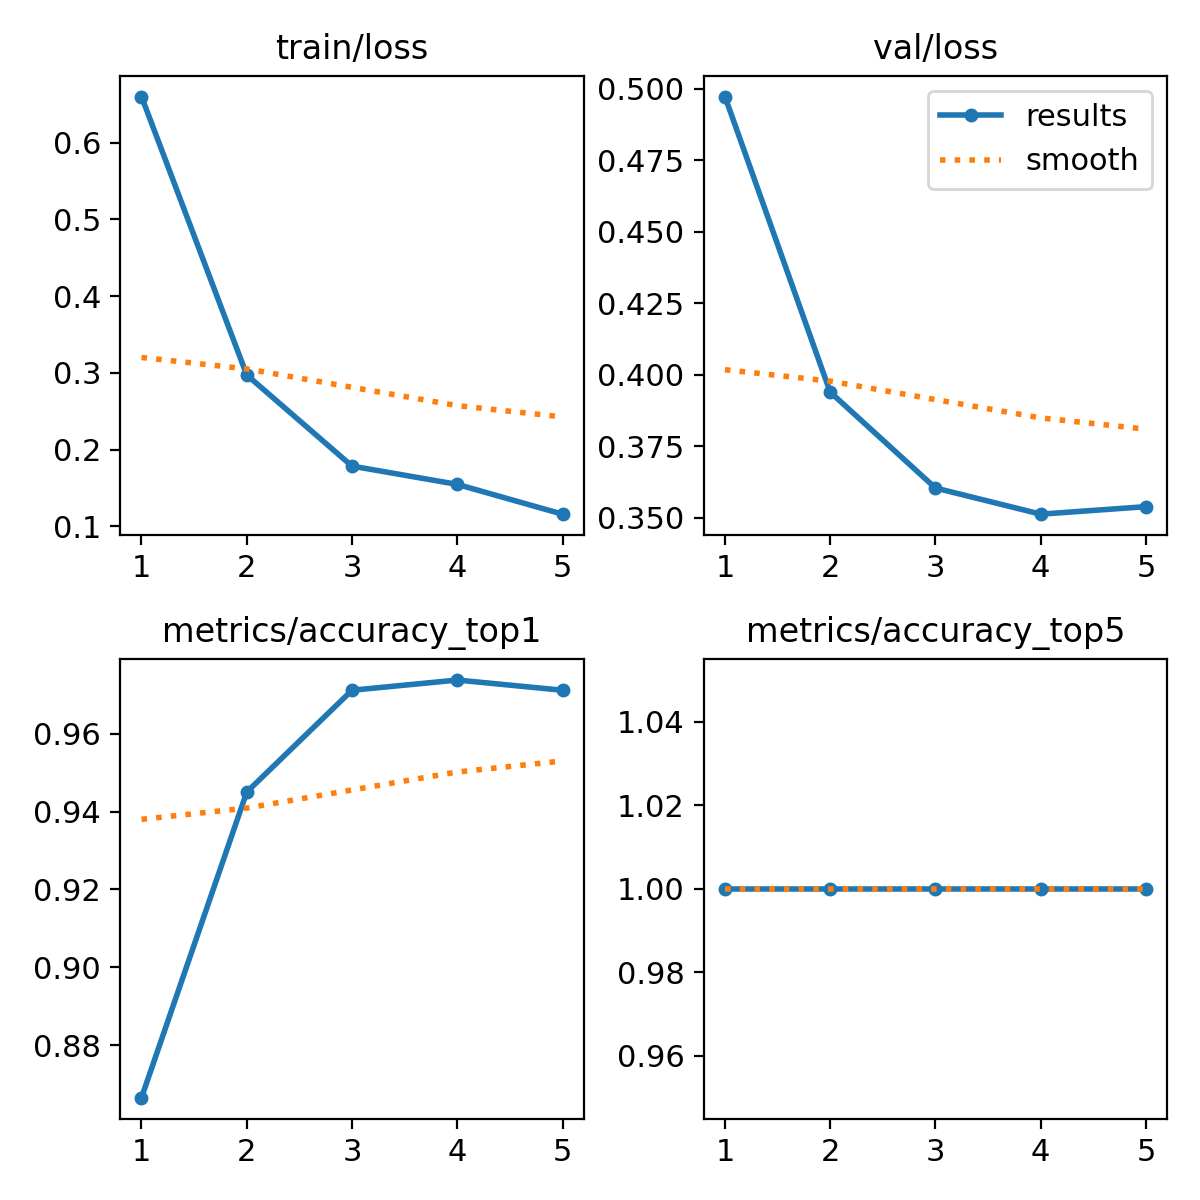 train/loss
0.6
0.5
0.4
0.3
0.2
0.1
1 2 3 4 5
val/loss
0.500
0.475
0.450
0.425
0.400
0.375
0.350
results
smooth
1 2 3 4 5
metrics/accuracy_top1
0.96
0.94
0.92
0.90
0.88
1 2 3 4 5
metrics/accuracy_top5
1.04
1.02
1.00
0.98
0.96
1 2 3 4 5